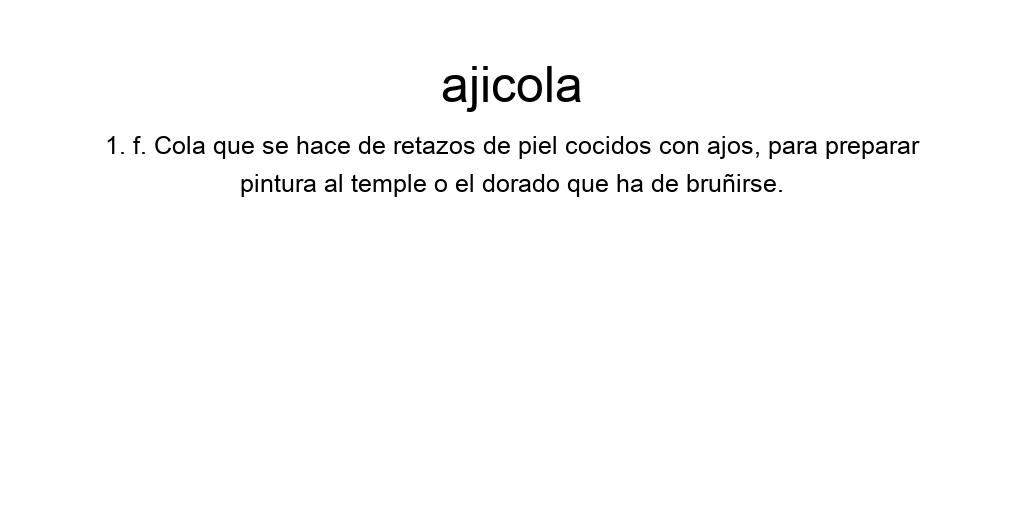 ajicola
1. f. Cola que se hace de retazos de piel cocidos con ajos, para preparar
pintura al temple o el dorado que ha de bruñirse.